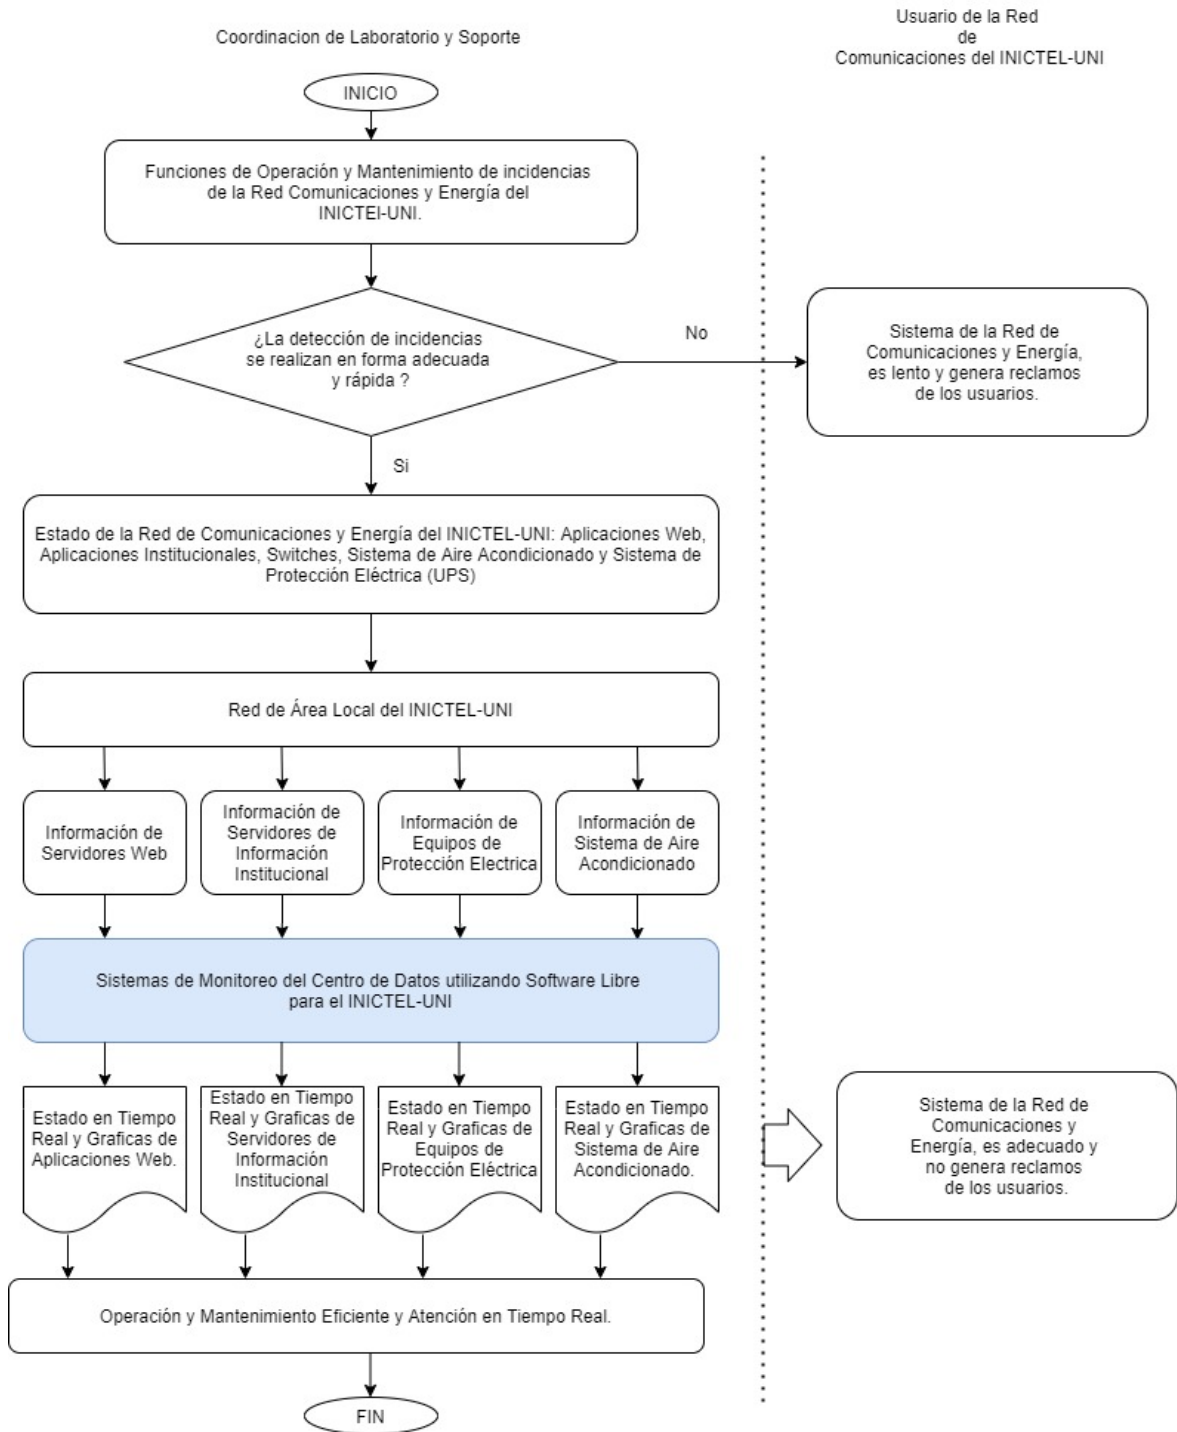 Coordinacion de Laboratorio y Soporte
Usuario de la Red
de
Comunicaciones del INICTEL-UNI
INICIO
Funciones de Operación y Mantenimiento de incidencias
de la Red Comunicaciones y Energía del
INICTEl-UNI.
¿La detección de incidencias
se realizan en forma adecuada
y rápida ?
No
Sistema de la Red de
Comunicaciones y Energía,
es lento y genera reclamos
de los usuarios.
Si
Estado de la Red de Comunicaciones y Energía del INICTEL-UNI: Aplicaciones Web,
Aplicaciones Institucionales, Switches, Sistema de Aire Acondicionado y Sistema de
Protección Eléctrica (UPS)
Red de Área Local del INICTEL-UNI
Información de
Servidores Web
Información de
Servidores de
Información
Institucional
Información de
Equipos de
Protección Electrica
Información de
Sistema de Aire
Acondicionado
Sistemas de Monitoreo del Centro de Datos utilizando Software Libre
para el INICTEL-UNI
Estado en Tiempo
Real y Graficas de
Aplicaciones Web.
Estado en Tiempo
Real y Graficas de
Servidores de
Información
Institucional
Estado en Tiempo
Real y Graficas de
Equipos de
Protección Eléctrica
Estado en Tiempo
Real y Graficas de
Sistema de Aire
Acondicionado.
Sistema de la Red de
Comunicaciones y
Energía, es adecuado y
no genera reclamos
de los usuarios.
Operación y Mantenimiento Eficiente y Atención en Tiempo Real.
FIN